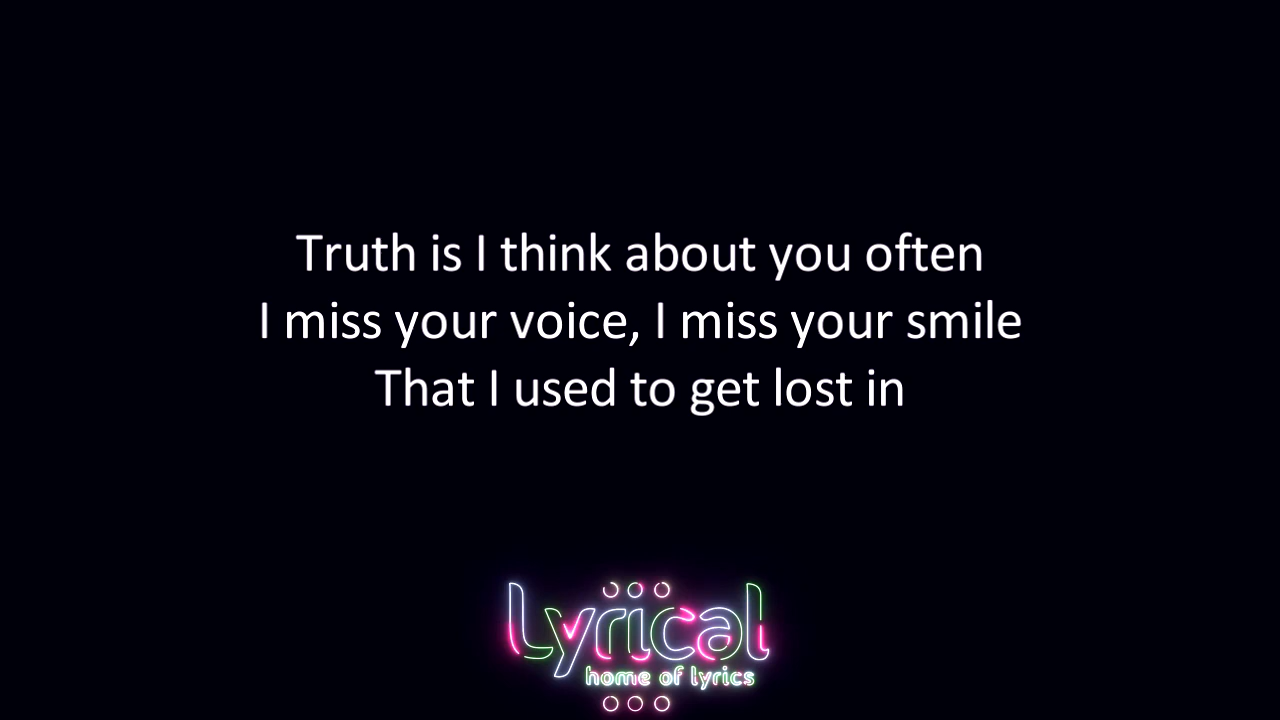 Truth is I think about you often
I miss your voice, I miss your smile
That I used to get lost in
Lyrical
home of lyrics